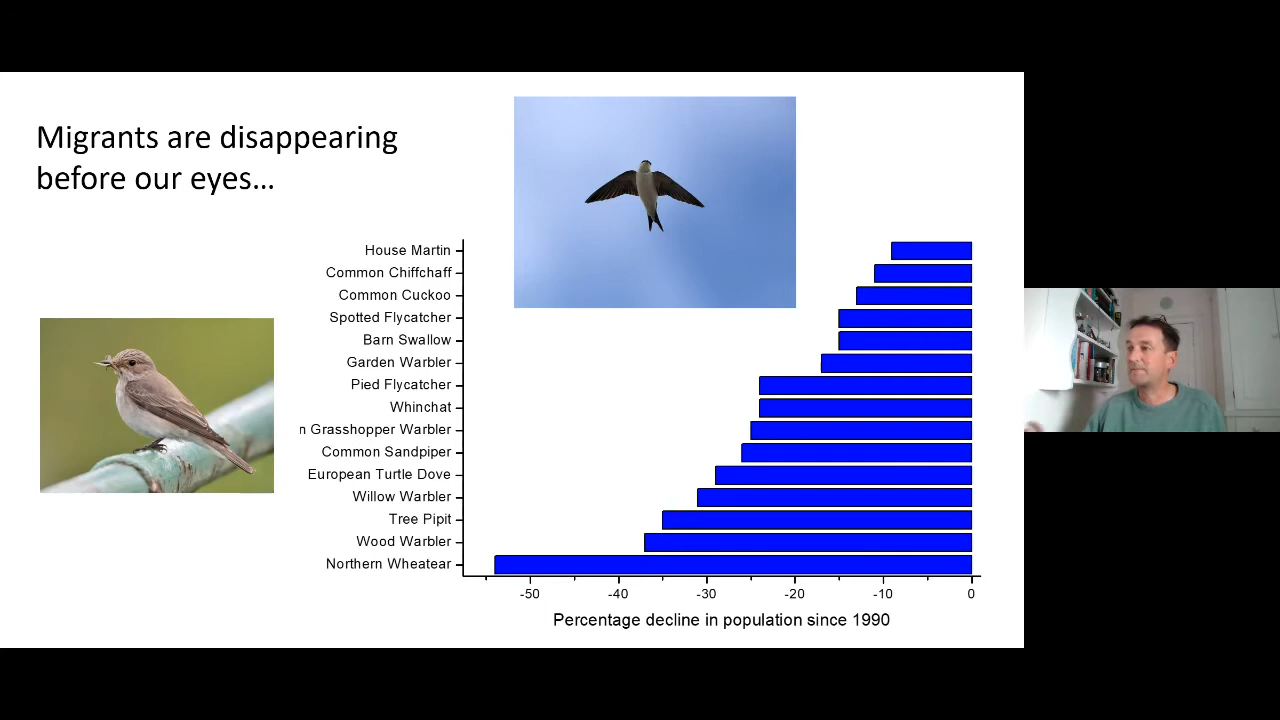 Migrants are disappearing
before our eyes…
House Martin
Common Chiffchaff
Common Cuckoo
Spotted Flycatcher
Barn Swallow
Garden Warbler
Pied Flycatcher
Whinchat
n Grasshopper Warbler
Common Sandpiper
European Turtle Dove
Willow Warbler
Tree Pipit
Wood Warbler
Northern Wheatear
-50 -40 -30 -20 -10 0
Percentage decline in population since 1990